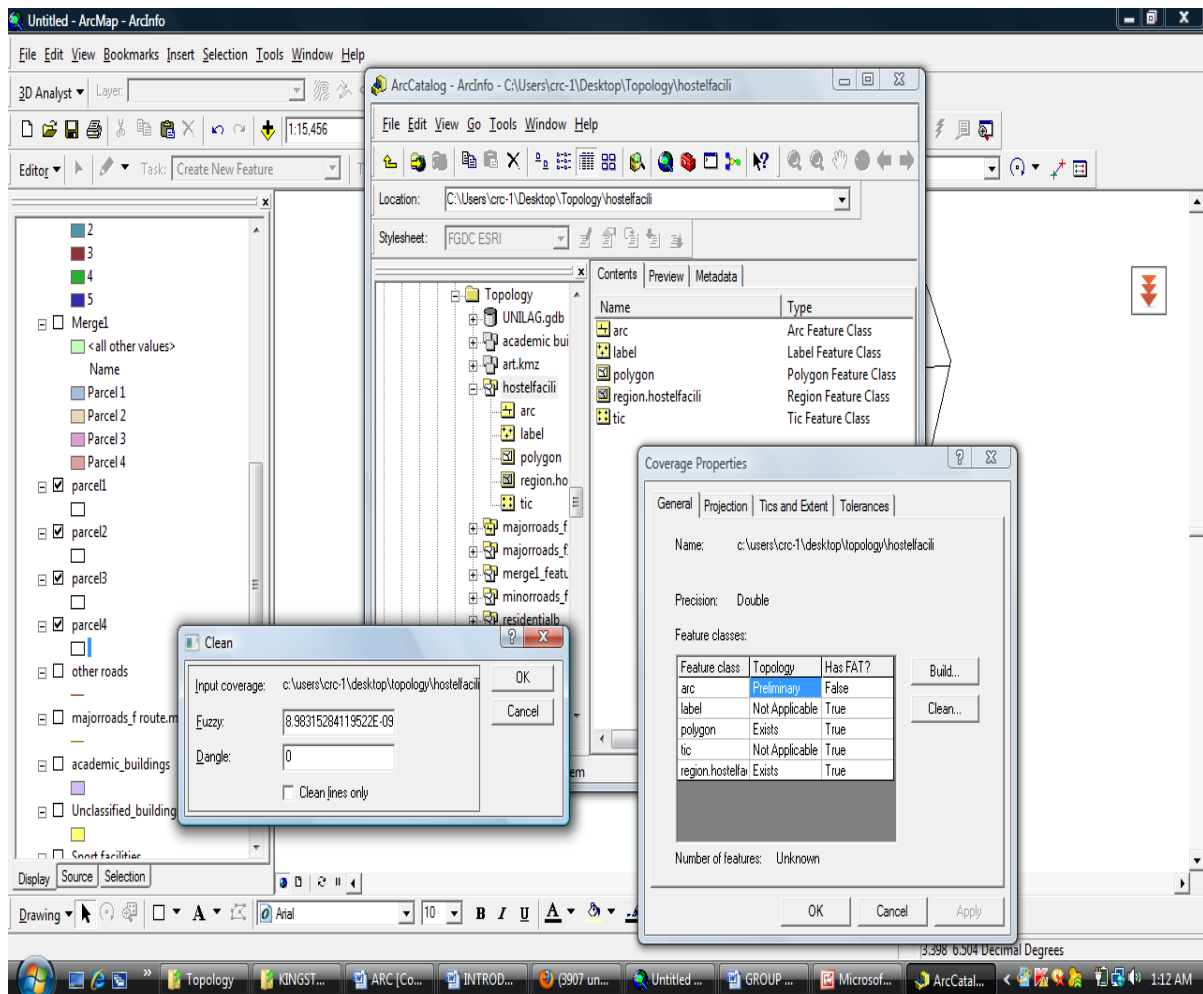 Untitled - ArcMap - ArcInfo
File Edit View Bookmarks Insert Selection Tools Window Help
3D Analyst Layer:
1:15,456
Editor Task: Create New Feature
2
3
4
5
Merge1
<all other values>
Name
Parcel 1
Parcel 2
Parcel 3
Parcel 4
parcel1
parcel2
parcel3
parcel4
other roads
majorroads_f route.m
academic_buildings
Unclassified_building
Sport facilities
Display Source Selection
Drawing Arial 10 B I U A
3.398 6.504 Decimal Degrees
ArcCatalog - ArcInfo - C:\Users\crc-1\Desktop\Topology\hostelfacili
File Edit View Go Tools Window Help
Location: C:\Users\crc-1\Desktop\Topology\hostelfacili
Stylesheet: FGDC ESRI
Topology
UNILAG.gdb
academic bui
art.kmz
hostelfacili
arc
label
polygon
region.ho
tic
majorroads_f
majorroads_f.
merge1_featu
minorroads_f
residentialb
Contents Preview Metadata
Name Type
arc Arc Feature Class
label Label Feature Class
polygon Polygon Feature Class
region.hostelfacili Region Feature Class
tic Tic Feature Class
em
Coverage Properties
General Projection Tics and Extent Tolerances
Name: c:\users\crc-1\desktop\topology\hostelfacili
Precision: Double
Feature classes:
Feature class Topology Has FAT?
arc Preliminary False
label Not Applicable True
polygon Exists True
tic Not Applicable True
region.hostelfa Exists True
Build...
Clean...
Number of features: Unknown
OK Cancel Apply
Clean
Input coverage: c:\users\crc-1\desktop\topology\hostelfacili
Fuzzy: 8.98315284119522E-09
Dangle: 0
Clean lines only
OK
Cancel
Topology KINGST... ARC [Co... INTROD... (3907 un... Untitled ... GROUP ... Microsof... ArcCatal... 1:12 AM